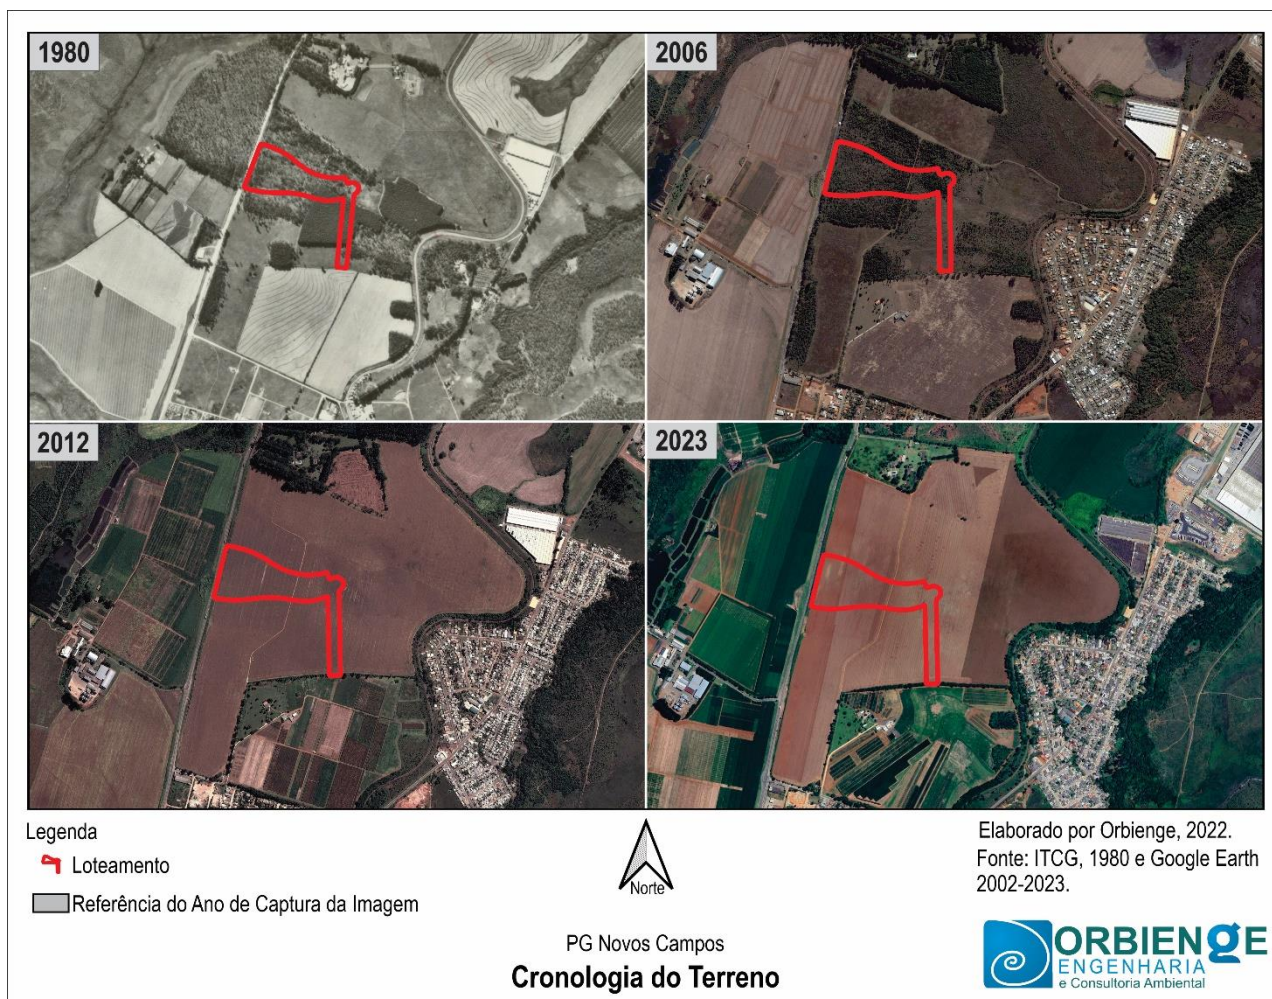 1980
2006
2012
2023
Legenda
Loteamento
Referência do Ano de Captura da Imagem
Norte
PG Novos Campos
Cronologia do Terreno
Elaborado por Orbienge, 2022.
Fonte: ITCG, 1980 e Google Earth
2002-2023.
ORBIENGE
ENGENHARIA
e Consultoria Ambiental